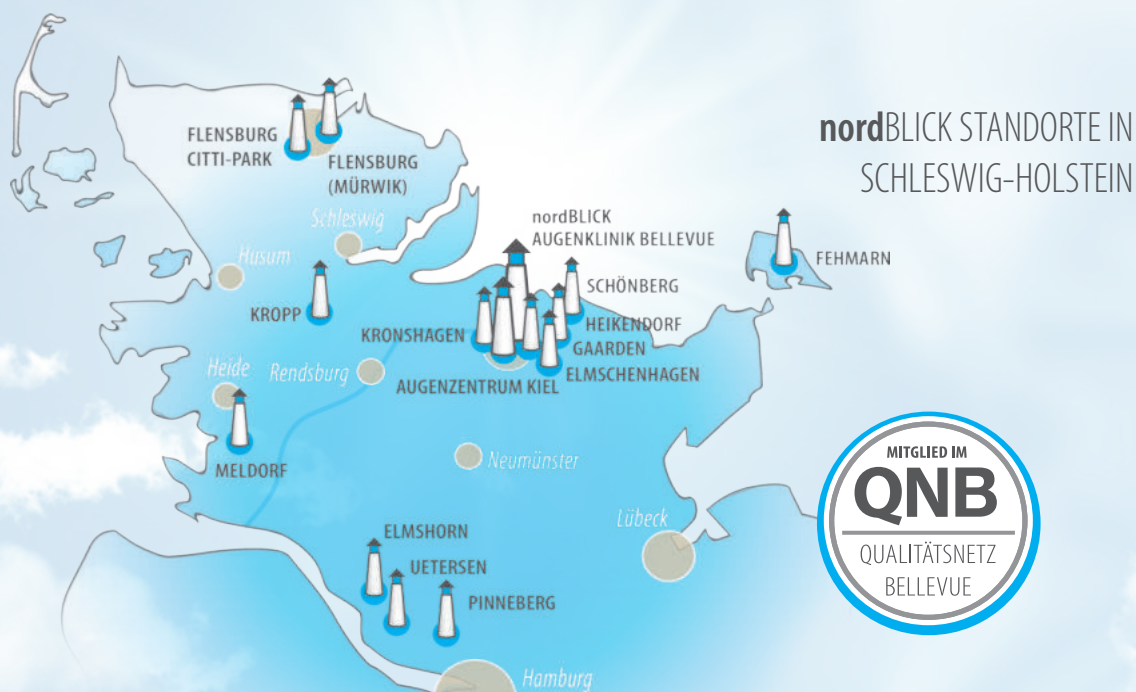 nordBLICK STANDORTE IN
SCHLESWIG-HOLSTEIN
FLENSBURG
CITTI-PARK
FLENSBURG
(MÜRWIK)
Schleswig
nordBLICK
AUGENKLINIK BELLEVUE
Husum
FEHMARN
SCHÖNBERG
KROPP
HEIKENDORF
KRONSHAGEN
GAARDEN
ELMSCHENHAGEN
Heide
Rendsburg
AUGENZENTRUM KIEL
MELDORF
Neumünster
MITGLIED IM
QNB
QUALITÄTSNETZ
BELLEVUE
Lübeck
ELMSHORN
UETERSEN
PINNEBERG
Hamburg